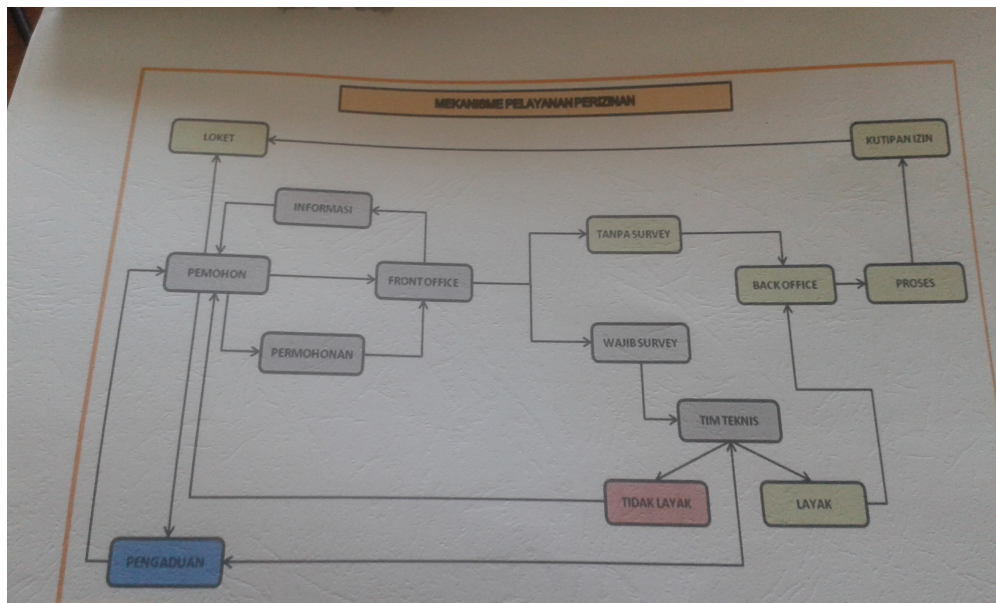 MEKANISME PELAYANAN PERIZINAN
LOKET
KUTIPAN IZIN
INFORMASI
TANPA SURVEY
PEMOHON
FRONT OFFICE
BACK OFFICE
PROSES
PERMOHONAN
WAJIB SURVEY
TIM TEKNIS
TIDAK LAYAK
LAYAK
PENGADUAN